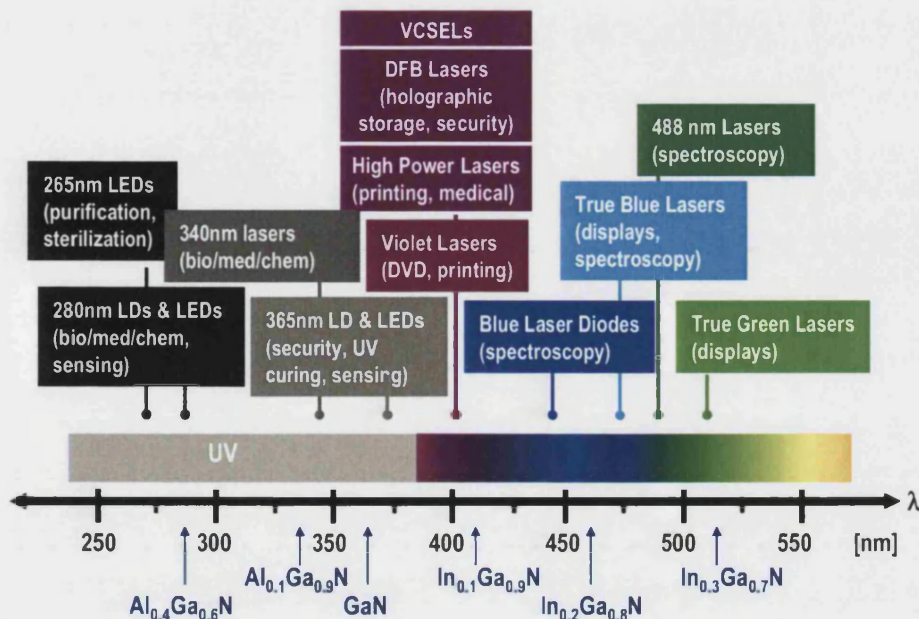 VCSELs
DFB Lasers
(holographic
storage, security)
High Power Lasers
(printing, medical)
488 nm Lasers
(spectroscopy)
265nm LEDs
(purification,
sterilization)
340nm lasers
(bio/med/chem)
Violet Lasers
(DVD, printing)
True Blue Lasers
(displays,
spectroscopy)
280nm LDs & LEDs
(bio/med/chem,
sensing)
365nm LD & LEDs
(security, UV
curing, sensing)
Blue Laser Diodes
(spectroscopy)
True Green Lasers
(displays)
UV
λ
250 300 350 400 450 500 550 [nm]
Al0.1Ga0.9N In0.1Ga0.9N In0.3Ga0.7N
Al0.4Ga0.6N GaN In0.2Ga0.8N